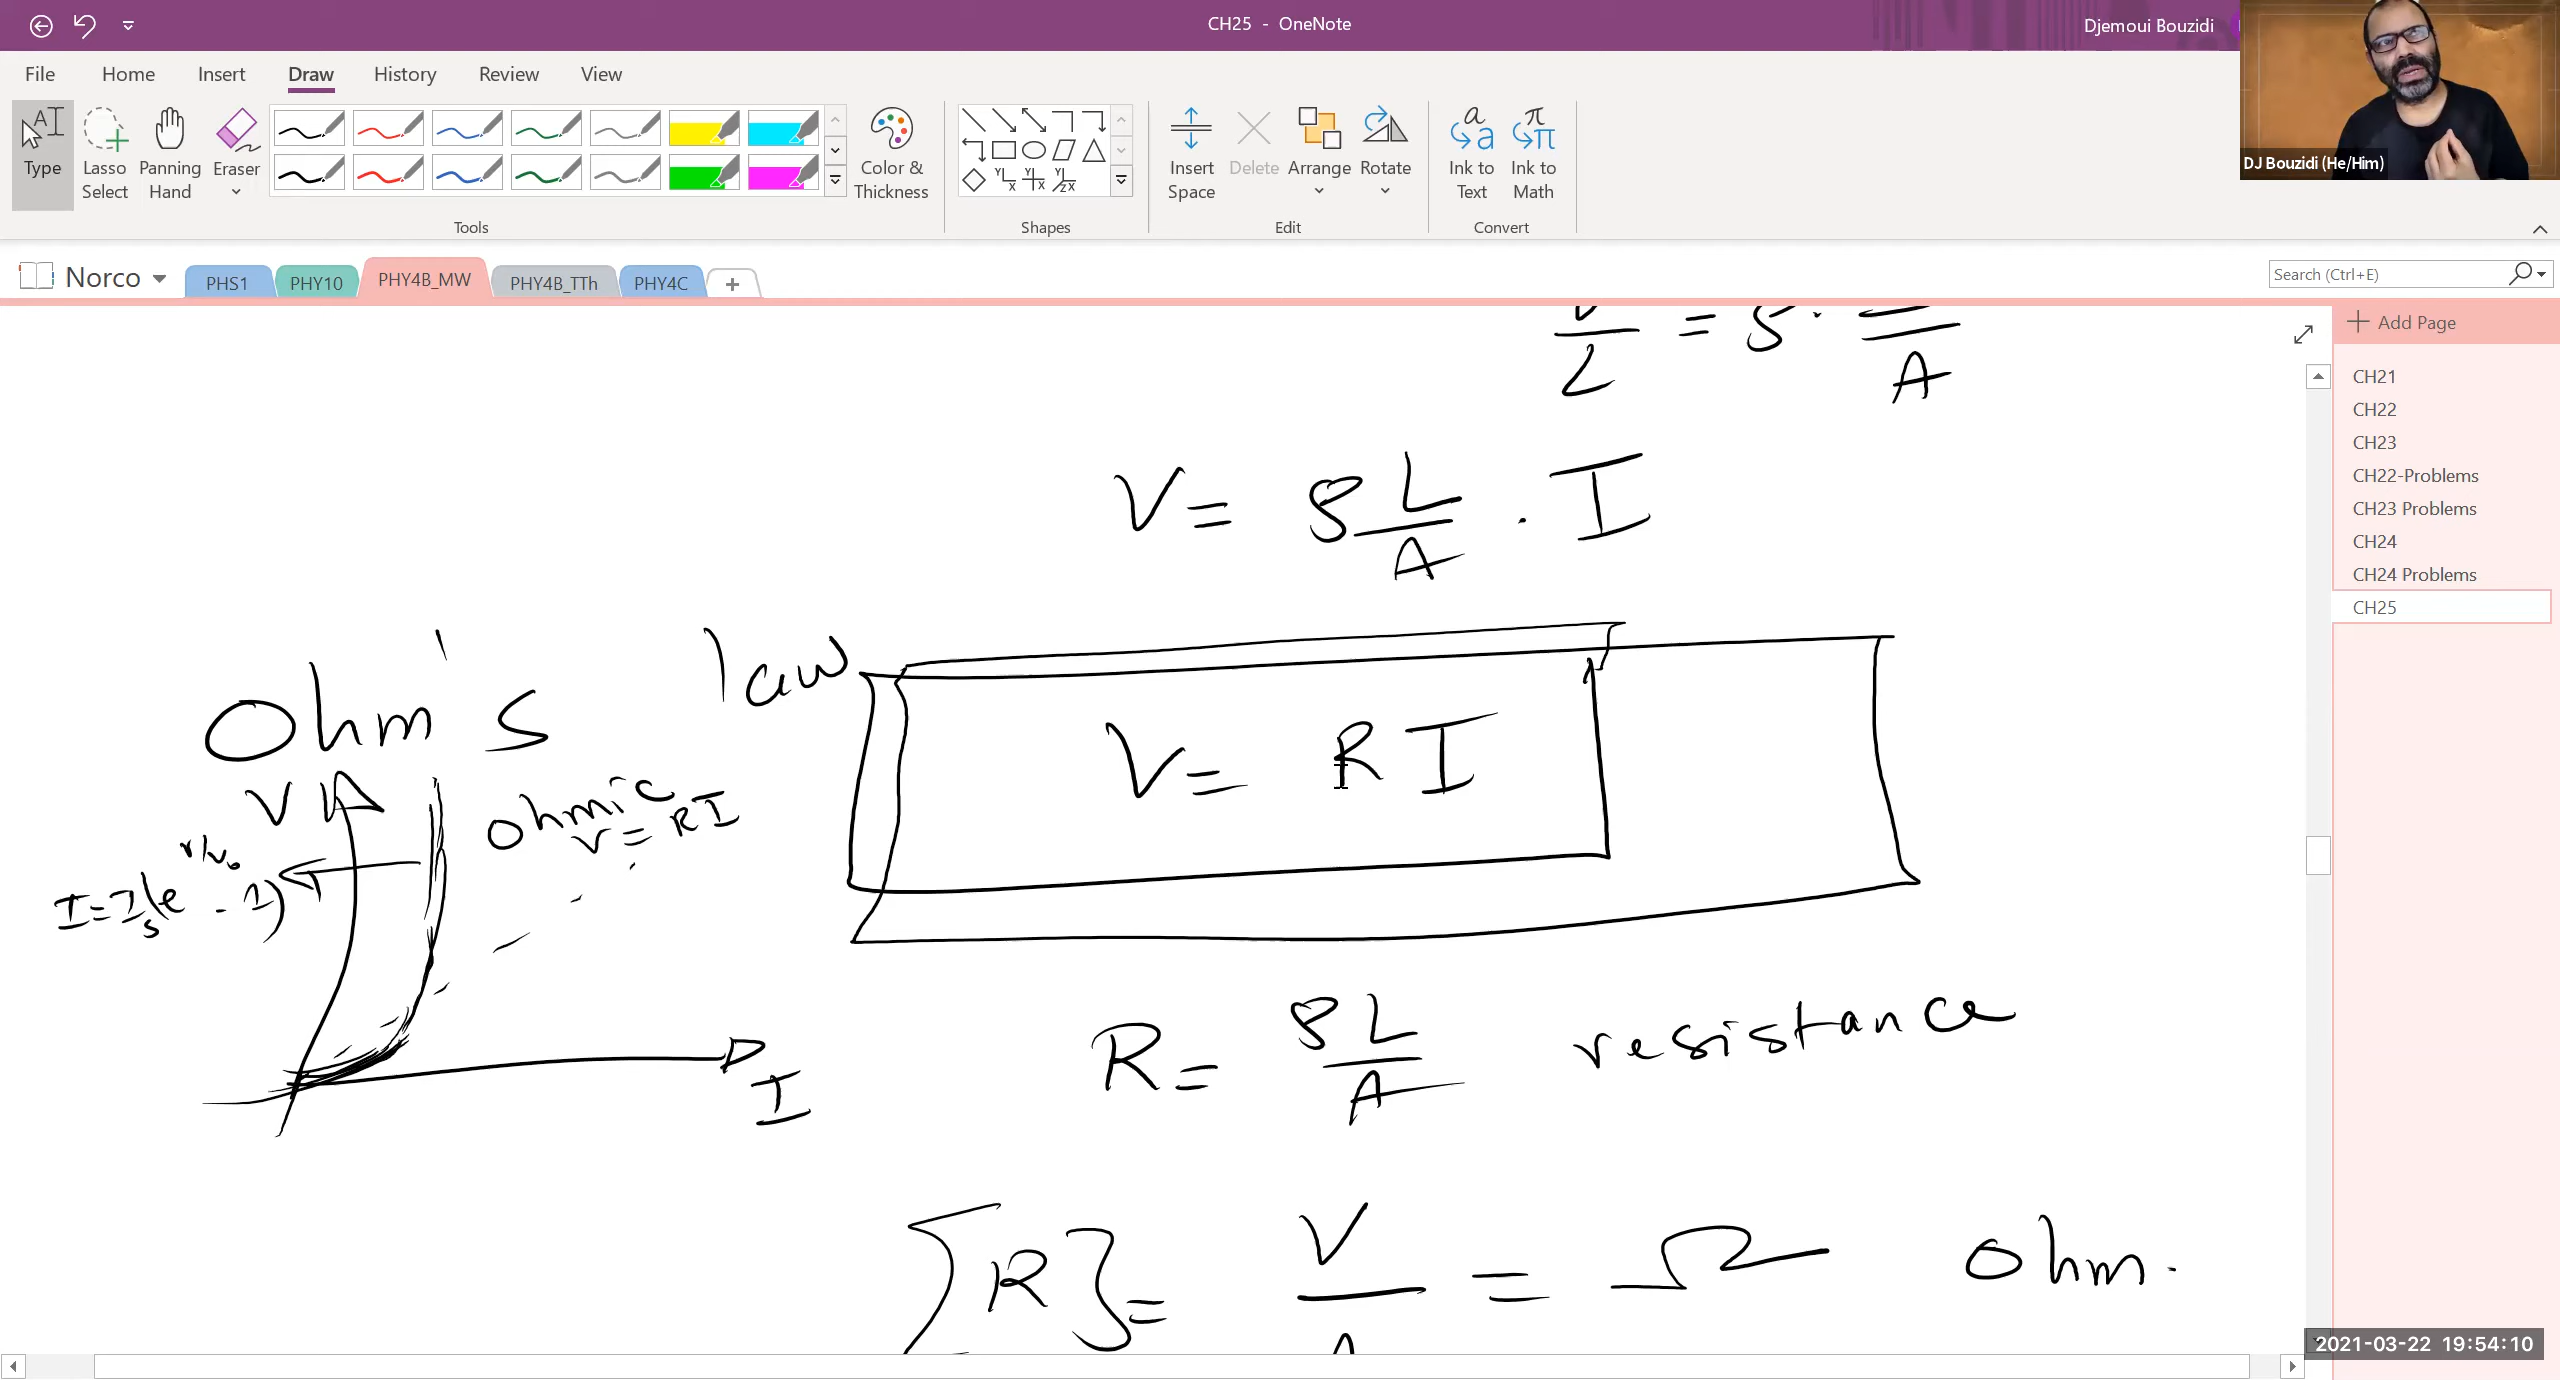 CH25 - OneNote
Djemoui Bouzidi
File Home Insert Draw History Review View
Type
Lasso Select
Panning Hand
Eraser
Color & Thickness
Insert Space
Delete
Arrange
Rotate
Ink to Text
Ink to Math
Tools
Shapes
Edit
Convert
DJ Bouzidi (He/Him)
Norco PHS1 PHY10 PHY4B_MW PHY4B_TTh PHY4C +
Search (Ctrl+E)
Add Page
CH21
CH22
CH23
CH22-Problems
CH23 Problems
CH24
CH24 Problems
CH25
V/L = ρ · I/A
V = ρ L/A · I
Ohm's law
V = R I
V
ohmic
V = RI
I = Is(e^V/V0 - 1)
I
R = ρL/A resistance
[R] = V/A = Ω ohm.
2021-03-22 19:54:10